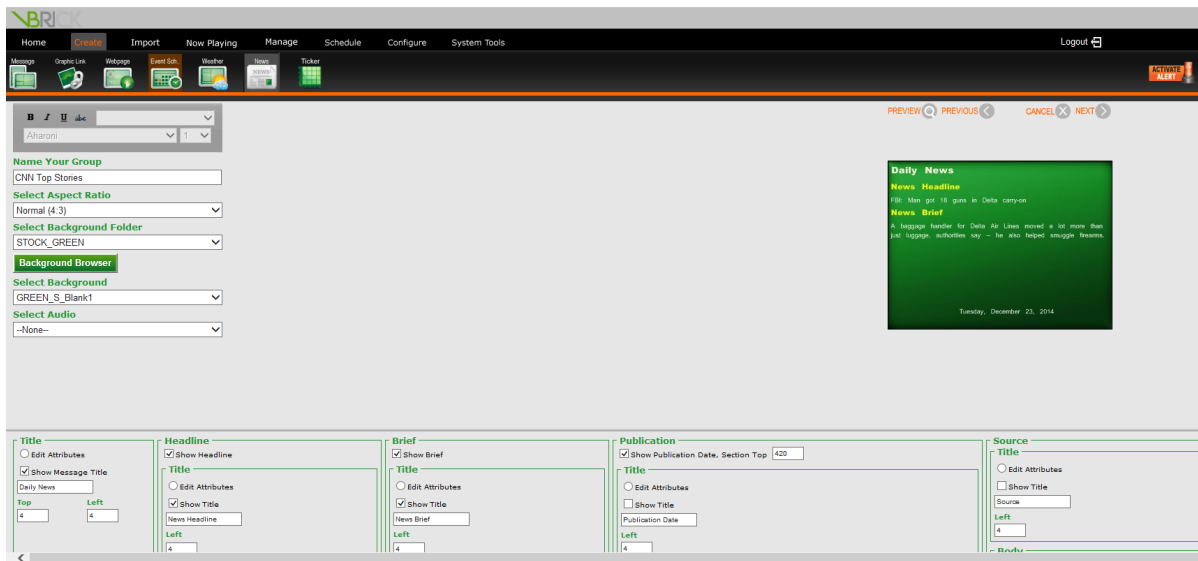 VBRICK
Home Create Import Now Playing Manage Schedule Configure System Tools Logout
Message Graphic Link Webpage Event Sch. Weather News Ticker
NEWS
ACTIVATE ALERT
B I U abc
Aharoni 1
PREVIEW PREVIOUS CANCEL NEXT
Name Your Group
CNN Top Stories
Select Aspect Ratio
Normal (4:3)
Select Background Folder
STOCK_GREEN
Background Browser
Select Background
GREEN_S_Blank1
Select Audio
--None--
Daily News
News Headline
FBI: Man got 18 guns in Delta carry-on
News Brief
A baggage handler for Delta Air Lines moved a lot more than
just luggage, authorities say – he also helped smuggle firearms.
Tuesday, December 23, 2014
Title
Edit Attributes
Show Message Title
Daily News
Top Left
4 4
Headline
Show Headline
Title
Edit Attributes
Show Title
News Headline
Left
4
Brief
Show Brief
Title
Edit Attributes
Show Title
News Brief
Left
4
Publication
Show Publication Date, Section Top 420
Title
Edit Attributes
Show Title
Publication Date
Left
4
Source
Title
Edit Attributes
Show Title
Source
Left
4
Body